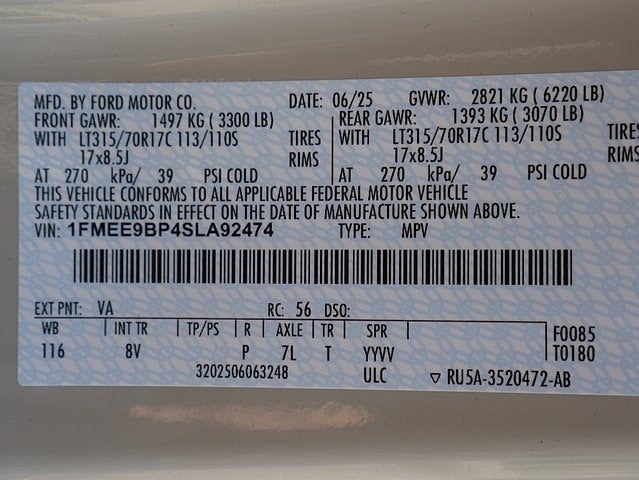 MFD. BY FORD MOTOR CO. DATE: 06/25 GVWR: 2821 KG ( 6220 LB)
FRONT GAWR: 1497 KG ( 3300 LB) REAR GAWR: 1393 KG ( 3070 LB)
WITH LT315/70R17C 113/110S TIRES WITH LT315/70R17C 113/110S TIRES
17x8.5J RIMS 17x8.5J RIMS
AT 270 kPa/ 39 PSI COLD AT 270 kPa/ 39 PSI COLD
THIS VEHICLE CONFORMS TO ALL APPLICABLE FEDERAL MOTOR VEHICLE
SAFETY STANDARDS IN EFFECT ON THE DATE OF MANUFACTURE SHOWN ABOVE.
VIN: 1FMEE9BP4SLA92474 TYPE: MPV
EXT PNT: VA RC: 56 DSO:
WB INT TR TP/PS R AXLE TR SPR F0085
116 8V P 7L T YYVV T0180
3202506063248 ULC ▽ RU5A-3520472-AB